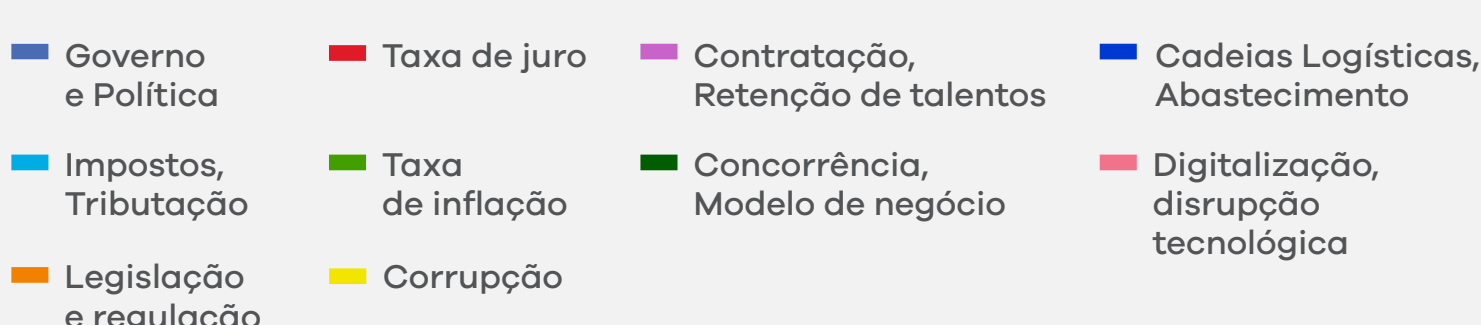 Governo
e Política
Taxa de juro
Contratação,
Retenção de talentos
Cadeias Logísticas,
Abastecimento
Impostos,
Tributação
Taxa
de inflação
Concorrência,
Modelo de negócio
Digitalização,
disrupção
tecnológica
Legislação
e regulação
Corrupção